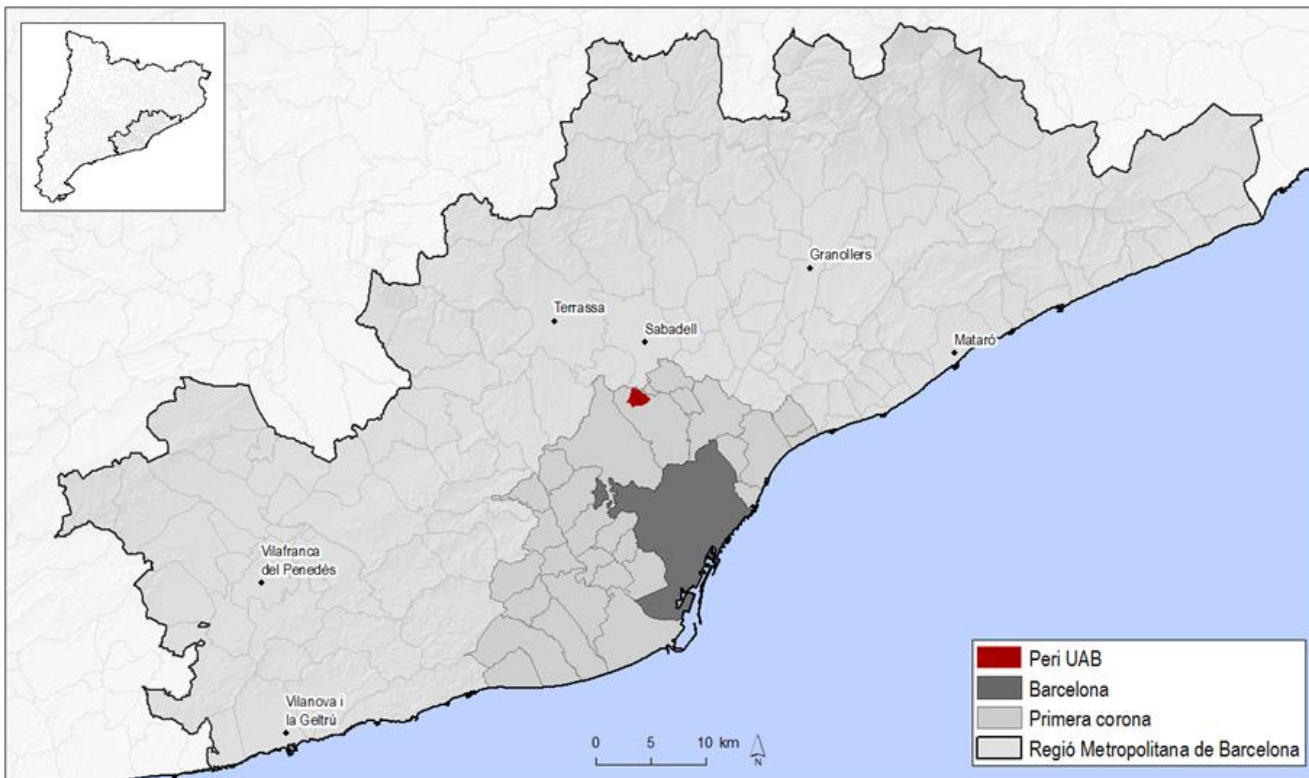 Granollers
Terrassa
Sabadell
Mataró
Vilafranca
del Penedès
Vilanova i
la Geltrú
0 5 10 km
N
Peri UAB
Barcelona
Primera corona
Regió Metropolitana de Barcelona